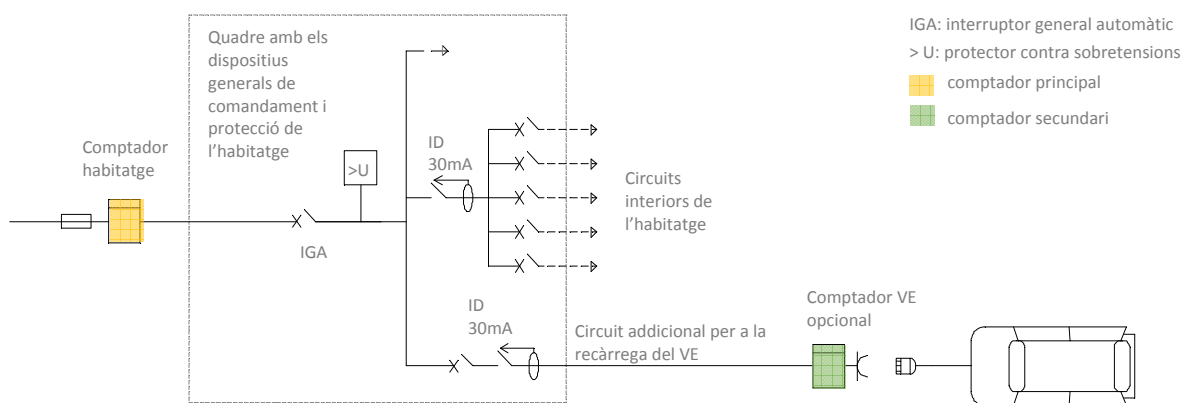 Quadre amb els
dispositius
generals de
comandament i
protecció de
l'habitatge
IGA: interruptor general automàtic
> U: protector contra sobretensions
comptador principal
comptador secundari
Comptador
habitatge
>U
ID
30mA
Circuits
interiors de
l'habitatge
IGA
ID
30mA
Circuit addicional per a la
recàrrega del VE
Comptador VE
opcional